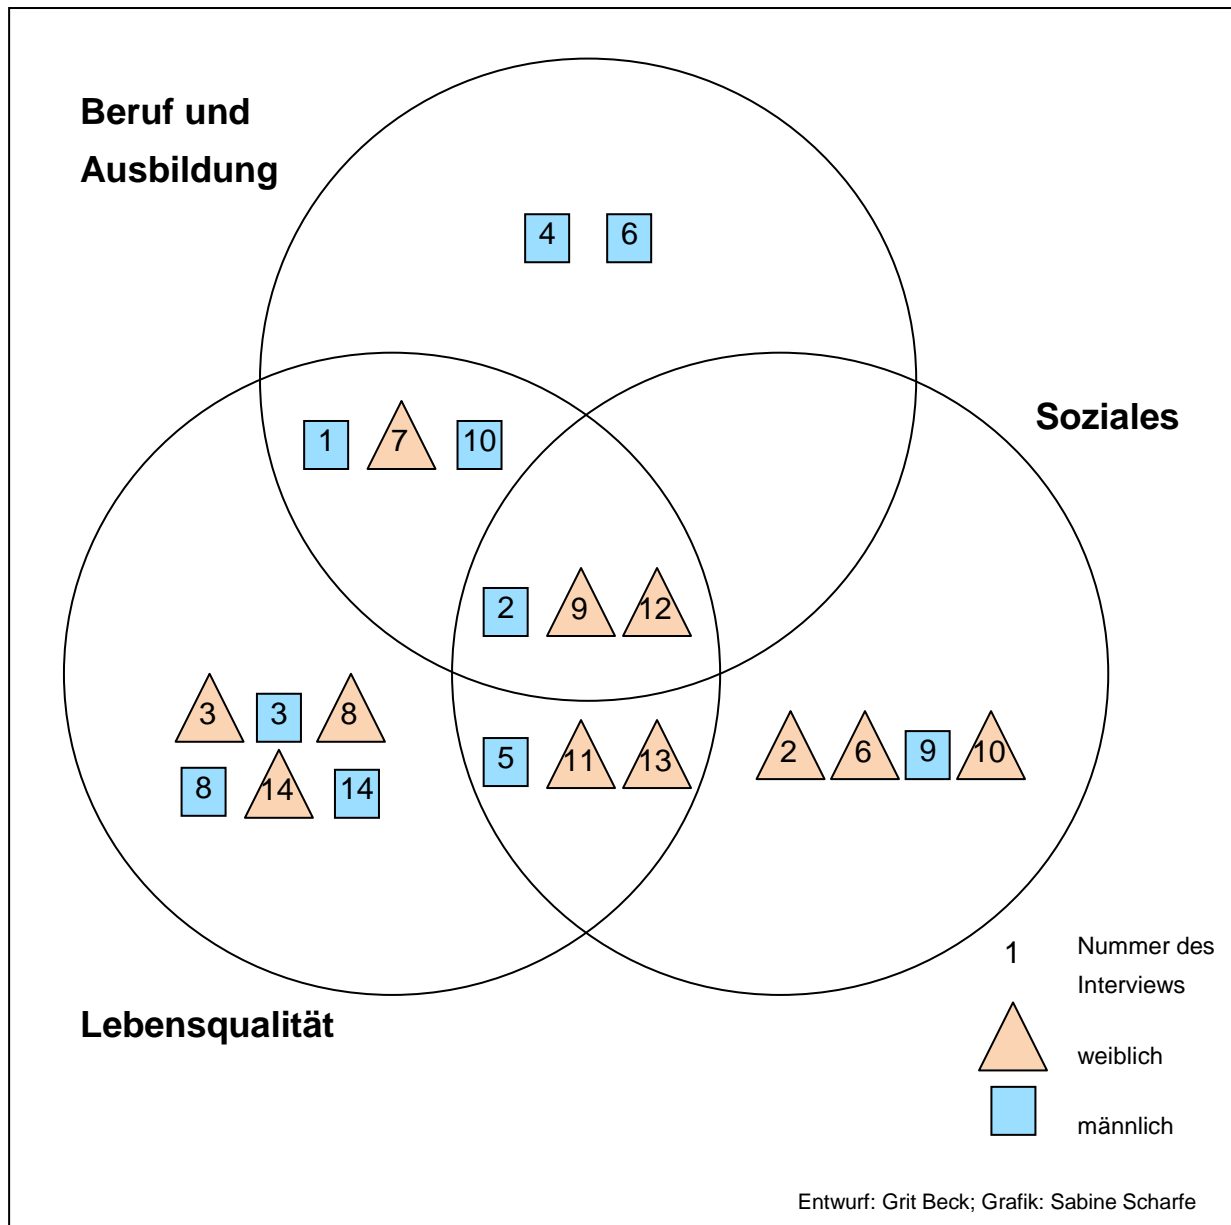 Beruf und
Ausbildung
4 6
Soziales
1 7 10
2 9 12
3 3 8
5 11 13
2 6 9 10
8 14 14
1 Nummer des
Interviews
Lebensqualität
weiblich
männlich
Entwurf: Grit Beck; Grafik: Sabine Scharfe